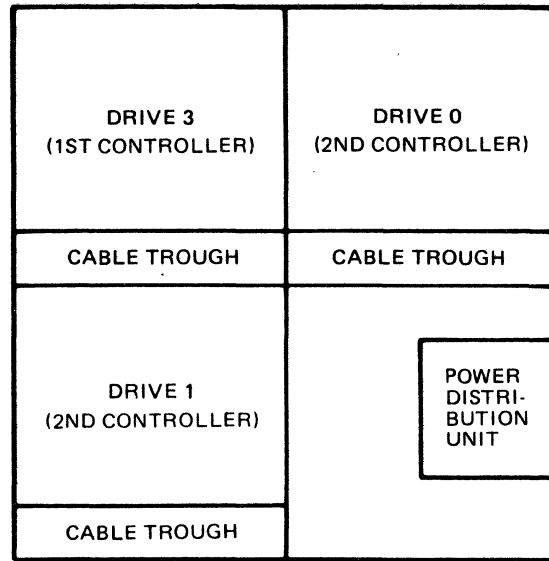 DRIVE 3
(1ST CONTROLLER)
DRIVE 0
(2ND CONTROLLER)
CABLE TROUGH
CABLE TROUGH
DRIVE 1
(2ND CONTROLLER)
POWER
DISTRI-
BUTION
UNIT
CABLE TROUGH